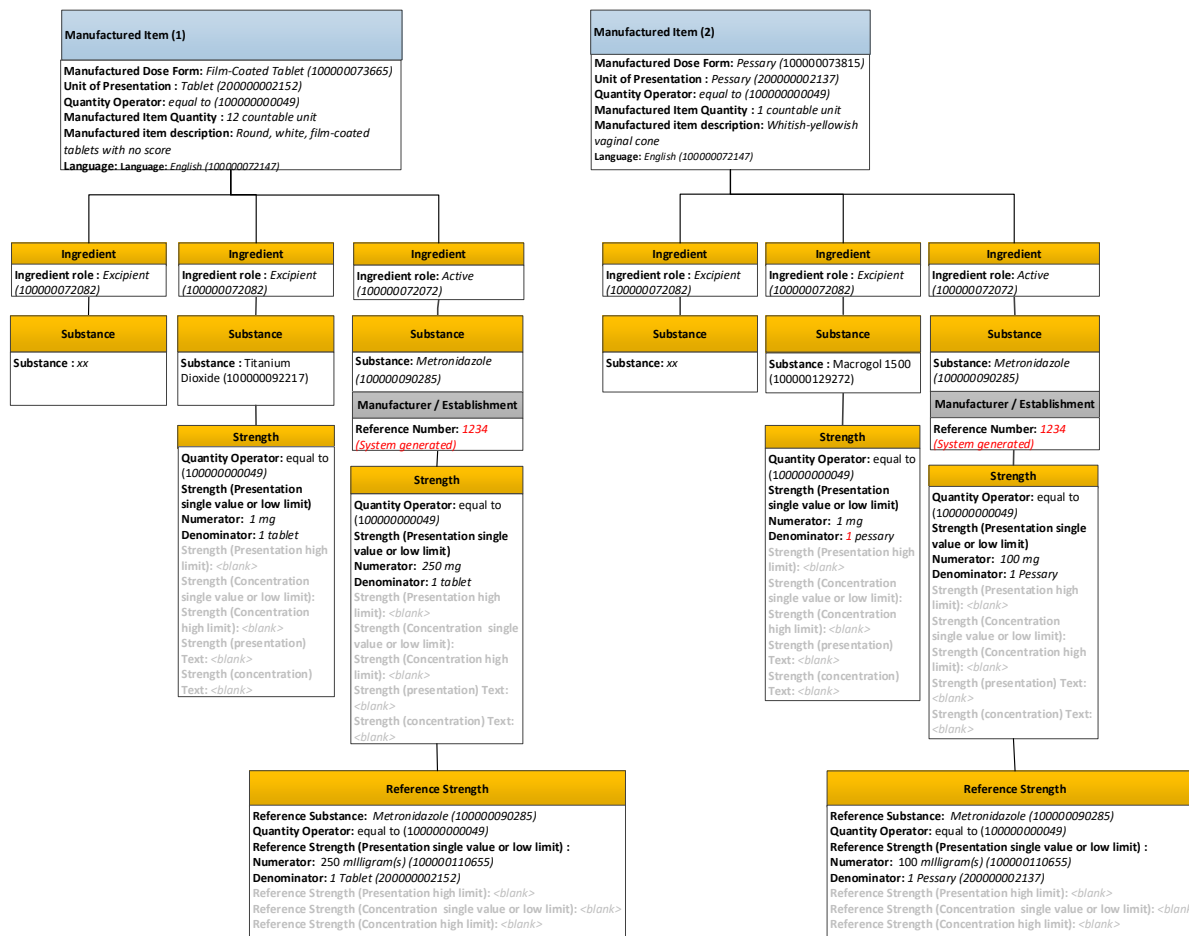 Manufactured Item (1)
Manufactured Dose Form: Film-Coated Tablet (100000073665)
Unit of Presentation : Tablet (200000002152)
Quantity Operator: equal to (100000000049)
Manufactured Item Quantity : 12 countable unit
Manufactured item description: Round, white, film-coated
tablets with no score
Language: Language: English (100000072147)
Ingredient
Ingredient role : Excipient
(100000072082)
Substance
Substance : xx
Ingredient
Ingredient role : Excipient
(100000072082)
Substance
Substance : Titanium
Dioxide (100000092217)
Strength
Quantity Operator: equal to
(100000000049)
Strength (Presentation
single value or low limit)
Numerator: 1 mg
Denominator: 1 tablet
Strength (Presentation high
limit): <blank>
Strength (Concentration
single value or low limit):
Strength (Concentration
high limit): <blank>
Strength (presentation)
Text: <blank>
Strength (concentration)
Text: <blank>
Ingredient
Ingredient role: Active
(100000072072)
Substance
Substance: Metronidazole
(100000090285)
Manufacturer / Establishment
Reference Number: 1234
(System generated)
Strength
Quantity Operator: equal to
(100000000049)
Strength (Presentation single
value or low limit)
Numerator: 250 mg
Denominator: 1 tablet
Strength (Presentation high
limit): <blank>
Strength (Concentration single
value or low limit):
Strength (Concentration high
limit): <blank>
Strength (presentation) Text:
<blank>
Strength (concentration) Text:
<blank>
Reference Strength
Reference Substance: Metronidazole (100000090285)
Quantity Operator: equal to (100000000049)
Reference Strength (Presentation single value or low limit) :
Numerator: 250 mIlligram(s) (100000110655)
Denominator: 1 Tablet (200000002152)
Reference Strength (Presentation high limit): <blank>
Reference Strength (Concentration single value or low limit): <blank>
Reference Strength (Concentration high limit): <blank>
Manufactured Item (2)
Manufactured Dose Form: Pessary (100000073815)
Unit of Presentation : Pessary (200000002137)
Quantity Operator: equal to (100000000049)
Manufactured Item Quantity : 1 countable unit
Manufactured item description: Whitish-yellowish
vaginal cone
Language: English (100000072147)
Ingredient
Ingredient role : Excipient
(100000072082)
Substance
Substance: xx
Ingredient
Ingredient role : Excipient
(100000072082)
Substance
Substance : Macrogol 1500
(100000129272)
Strength
Quantity Operator: equal to
(100000000049)
Strength (Presentation
single value or low limit)
Numerator: 1 mg
Denominator: 1 pessary
Strength (Presentation high
limit): <blank>
Strength (Concentration
single value or low limit):
Strength (Concentration
high limit): <blank>
Strength (presentation)
Text: <blank>
Strength (concentration)
Text: <blank>
Ingredient
Ingredient role: Active
(100000072072)
Substance
Substance: Metronidazole
(100000090285)
Manufacturer / Establishment
Reference Number: 1234
(System generated)
Strength
Quantity Operator: equal to
(100000000049)
Strength (Presentation single
value or low limit)
Numerator: 100 mg
Denominator: 1 Pessary
Strength (Presentation high
limit): <blank>
Strength (Concentration
single value or low limit):
Strength (Concentration high
limit): <blank>
Strength (presentation) Text:
<blank>
Strength (concentration) Text:
<blank>
Reference Strength
Reference Substance: Metronidazole (100000090285)
Quantity Operator: equal to (100000000049)
Reference Strength (Presentation single value or low limit) :
Numerator: 100 mIlligram(s) (100000110655)
Denominator: 1 Pessary (200000002137)
Reference Strength (Presentation high limit): <blank>
Reference Strength (Concentration single value or low limit): <blank
Reference Strength (Concentration high limit): <blank>